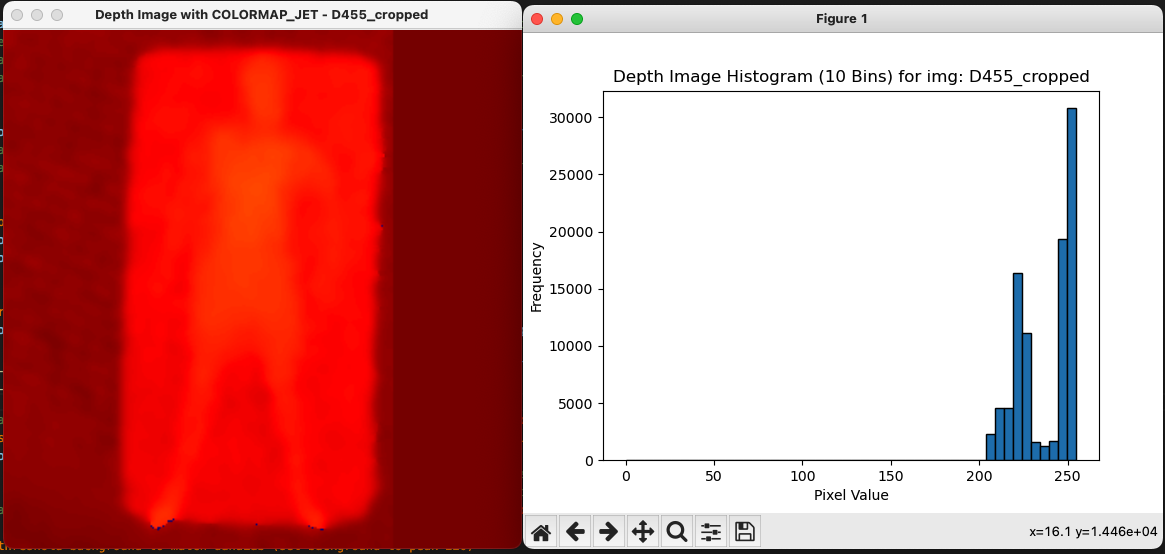 Depth Image with COLORMAP_JET - D455_cropped
Figure 1
Depth Image Histogram (10 Bins) for img: D455_cropped
30000
25000
20000
15000
10000
5000
0
Frequency
0 50 100 150 200 250
Pixel Value
x=16.1 y=1.446e+04